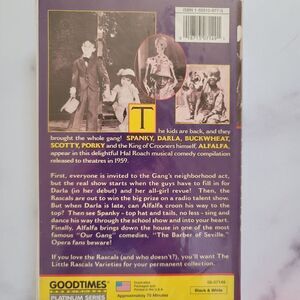 ISBN 1-55510-977-5
The kids are back, and they
brought the whole gang! SPANKY, DARLA, BUCKWHEAT,
SCOTTY, PORKY and the King of Crooners himself, ALFALFA,
appear in this delightful Hal Roach musical comedy compilation
released to theatres in 1959.
First, everyone is invited to the Gang's neighborhood act,
but the real show starts when the guys have to fill in for
Darla (on her debut) and her all-girl revue! Then, the
Rascals are out to win the big prize on a radio talent show.
But when Darla is late, can Alfalfa croon his way to the
top? Then see Spanky - top hat and tails, no less - sing and
dance his way through the school show and into your heart.
Finally, Alfalfa brings down the house in one of the most
famous "Our Gang" comedies, "The Barber of Seville."
Opera fans beware!
If you love the Rascals (and who doesn't?), you'll want The
Little Rascals Varieties for your permanent collection.
GOODTIMES
PLATINUM SERIES
Approximately 70 Minutes
Black & White